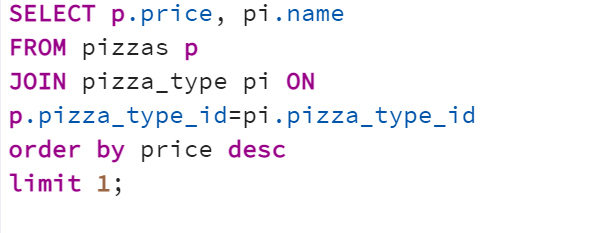 SELECT p.price, pi.name
FROM pizzas p
JOIN pizza_type pi ON
p.pizza_type_id=pi.pizza_type_id
order by price desc
limit 1;